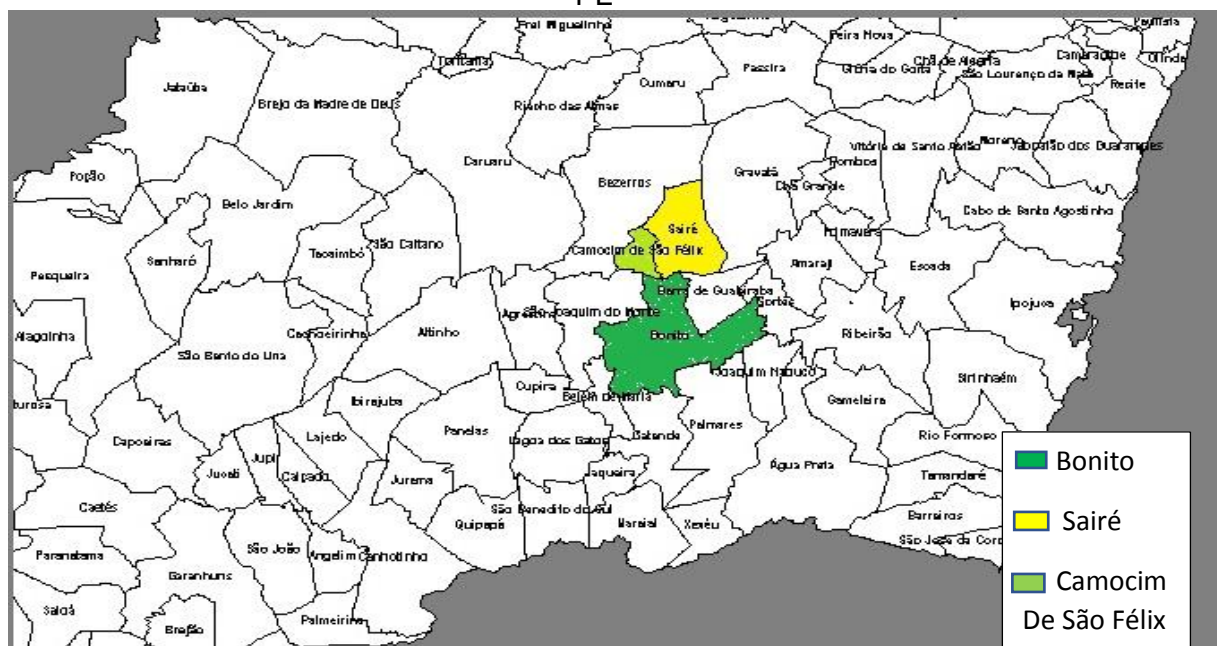 PE
Frei Miguelinho
Paulista
Feira Nova
Toritama
Passira
Glória do Goitá
Chã de Alegria
São Lourenço da Mata
Camaragibe
Olinda
Jataúba
Brejo da Madre de Deus
Riacho das Almas
Cumaru
Recife
Caruaru
Vitória de Santo Antão
Moreno
Jaboatão dos Guararapes
Poção
Bezerros
Gravatá
Pombos
Chã Grande
Belo Jardim
Cabo de Santo Agostinho
Sairé
Primavera
São Caitano
Tacaimbó
Camocim de São Félix
Sanharó
Pesqueira
Amaraji
Escada
Barra de Guabiraba
Cortês
Ipojuca
Agrestina
São Joaquim do Monte
Alagoinha
Cachoeirinha
Altinho
Bonito
Ribeirão
São Bento do Una
Joaquim Nabuco
Sirinhaém
Cupira
Belém de Maria
Ibirajuba
Gameleira
Capoeiras
Lajedo
Panelas
Lagoa dos Gatos
Catende
Palmares
Rio Formoso
Jupi
Jucati
Calçado
Jurema
Jaqueira
Água Preta
Tamandaré
Caetés
São Benedito do Sul
Quipapá
Maraial
Xexéu
Barreiros
São José da Coro
Paranatama
São João
Angelim
Canhotinho
Garanhuns
Saloá
Brejão
Palmeirina
Bonito
Sairé
Camocim
De São Félix